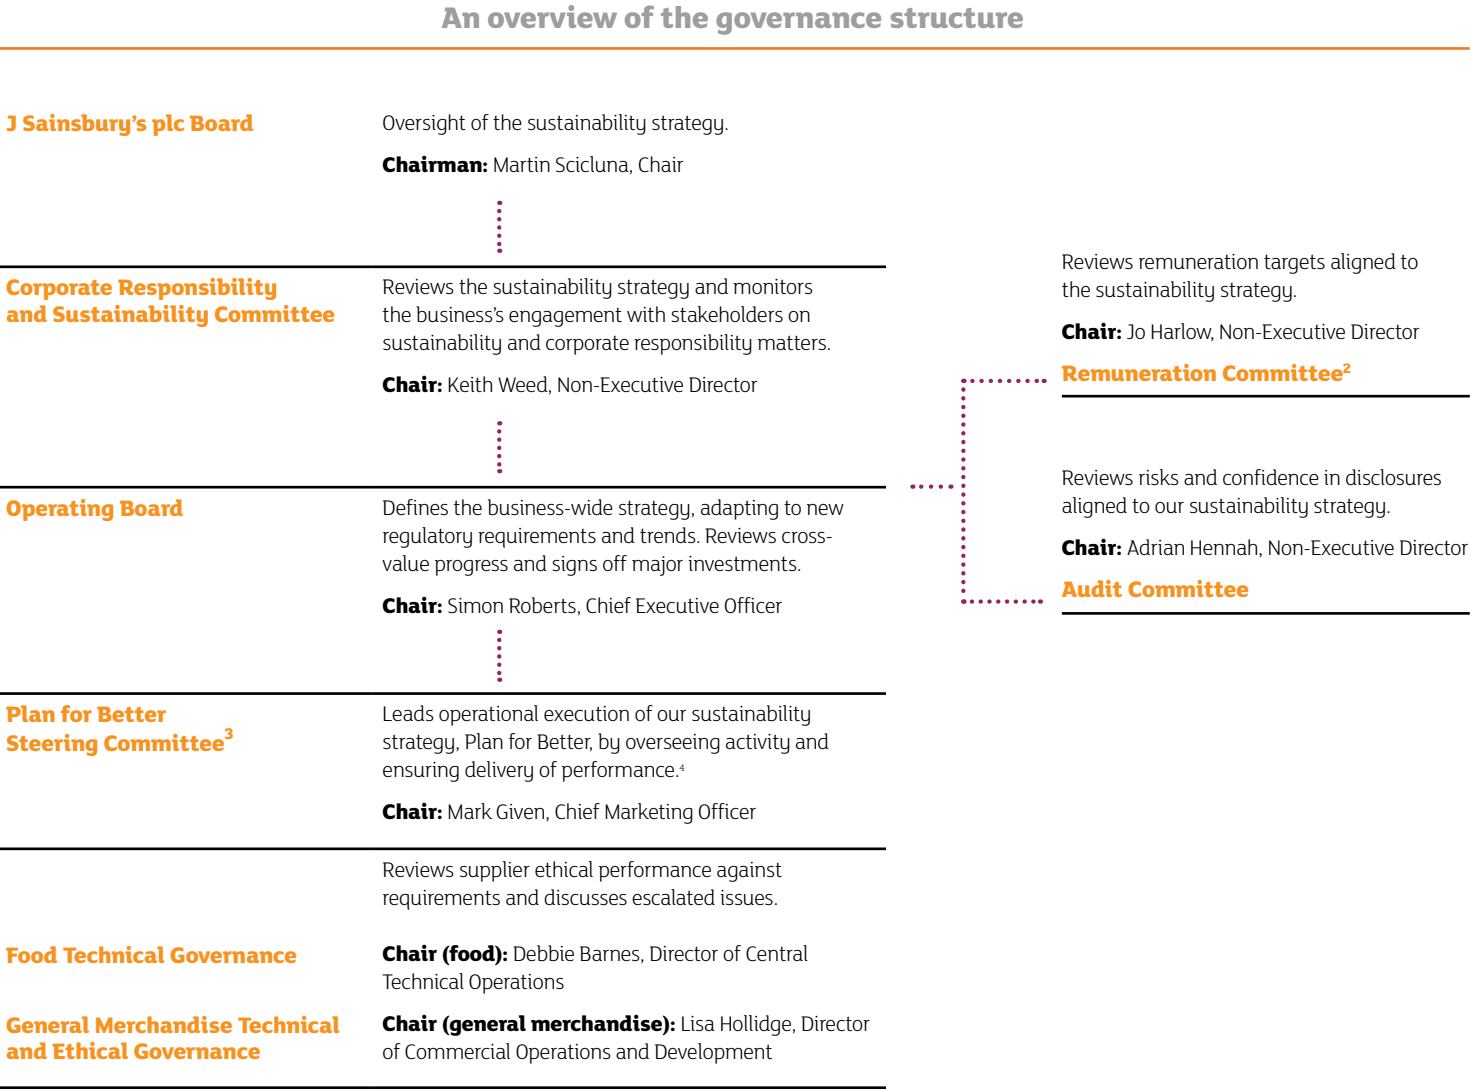 An overview of the governance structure
J Sainsbury's plc Board
Oversight of the sustainability strategy.
Chairman: Martin Scicluna, Chair
Corporate Responsibility
and Sustainability Committee
Reviews the sustainability strategy and monitors
the business's engagement with stakeholders on
sustainability and corporate responsibility matters.
Chair: Keith Weed, Non-Executive Director
Operating Board
Defines the business-wide strategy, adapting to new
regulatory requirements and trends. Reviews cross-
value progress and signs off major investments.
Chair: Simon Roberts, Chief Executive Officer
Plan for Better
Steering Committee³
Leads operational execution of our sustainability
strategy, Plan for Better, by overseeing activity and
ensuring delivery of performance.⁴
Chair: Mark Given, Chief Marketing Officer
Reviews supplier ethical performance against
requirements and discusses escalated issues.
Food Technical Governance
Chair (food): Debbie Barnes, Director of Central
Technical Operations
General Merchandise Technical
and Ethical Governance
Chair (general merchandise): Lisa Hollidge, Director
of Commercial Operations and Development
Reviews remuneration targets aligned to
the sustainability strategy.
Chair: Jo Harlow, Non-Executive Director
Remuneration Committee²
Reviews risks and confidence in disclosures
aligned to our sustainability strategy.
Chair: Adrian Hennah, Non-Executive Director
Audit Committee